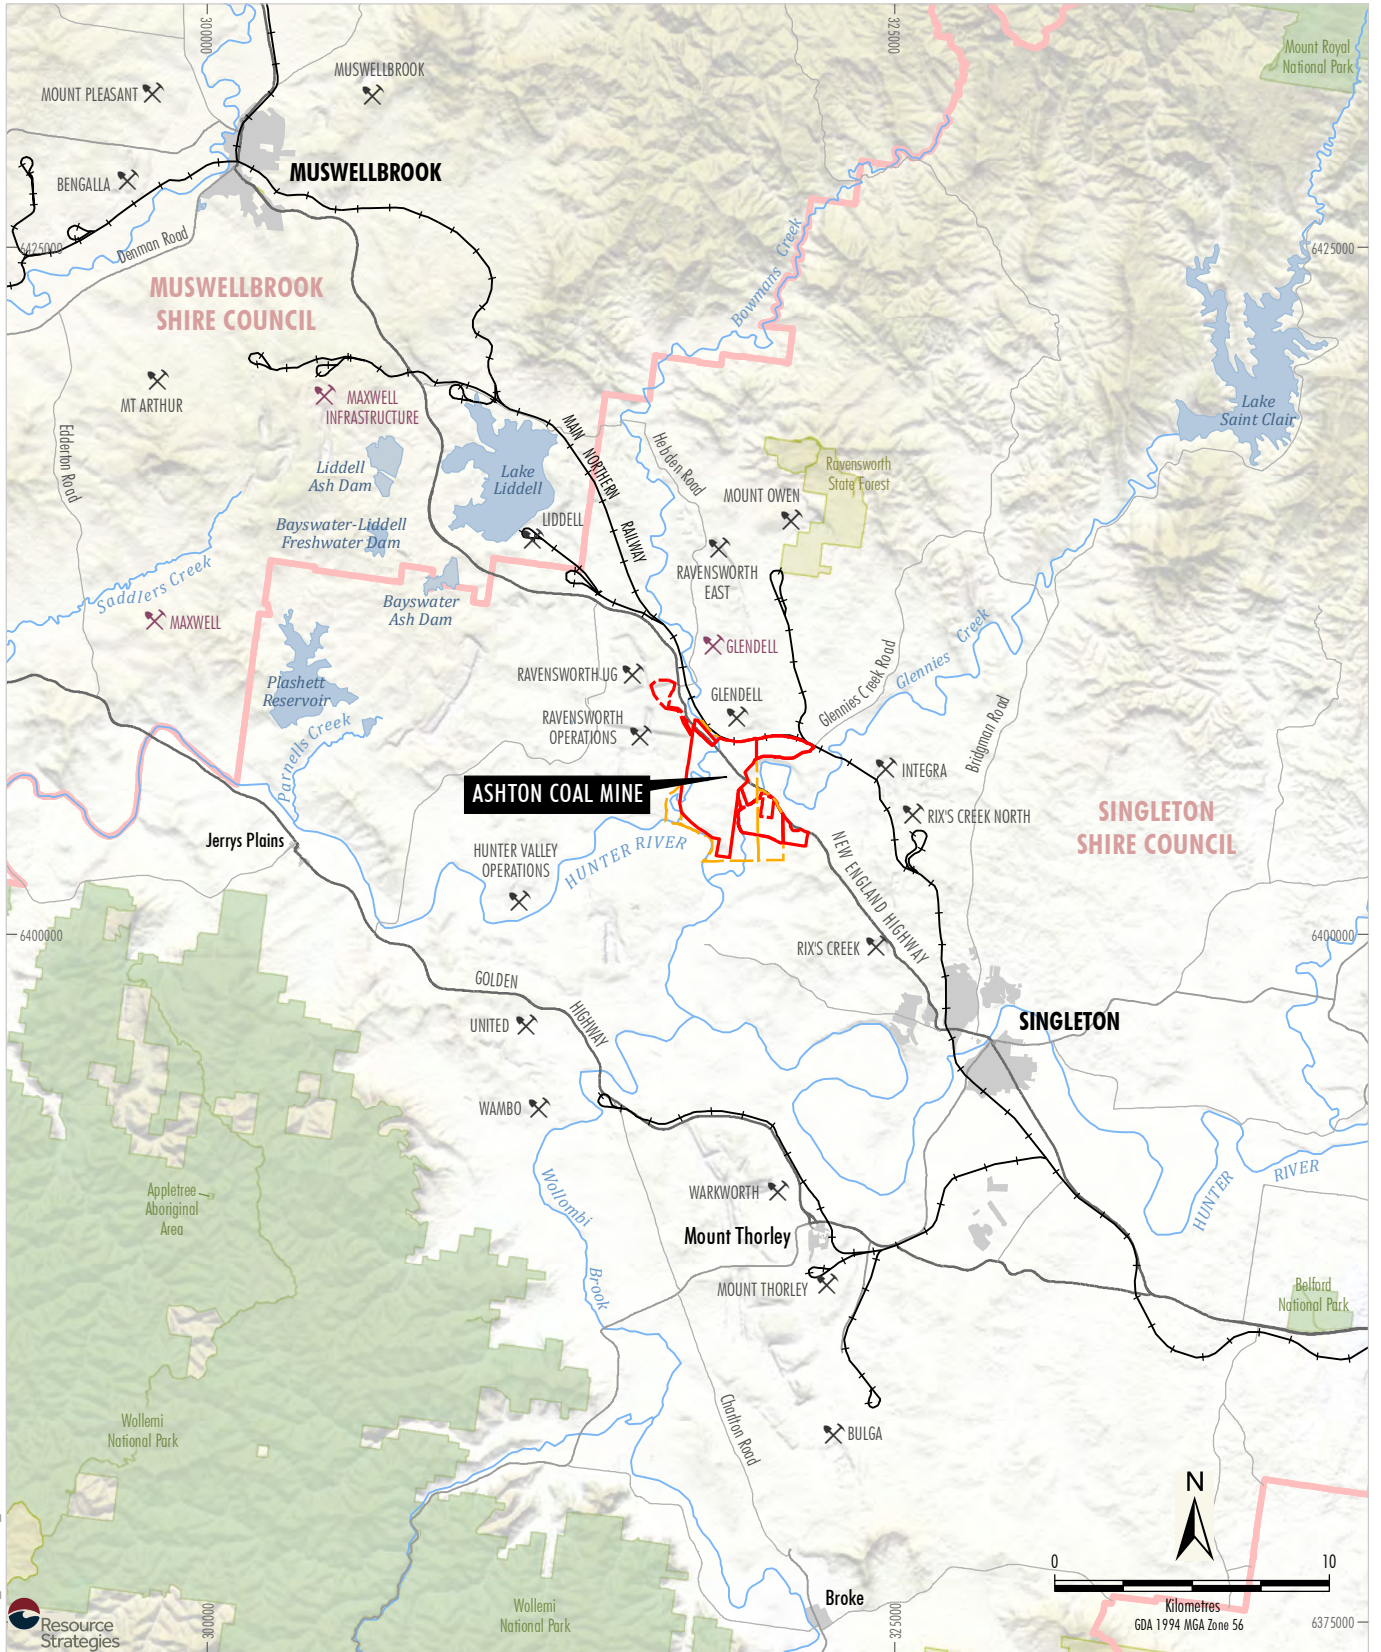 300000
325000
Mount Royal
National Park
MUSWELLBROOK
MOUNT PLEASANT
MUSWELLBROOK
BENGALLA
Denman Road
6425000
6425000
Bowmans Creek
MUSWELLBROOK
SHIRE COUNCIL
MT ARTHUR
MAXWELL
INFRASTRUCTURE
Lake
Saint Clair
Edderton Road
MAIN NORTHERN RAILWAY
Hebden Road
Liddell
Ash Dam
Lake
Liddell
Ravensworth
State Forest
MOUNT OWEN
LIDDELL
Bayswater-Liddell
Freshwater Dam
RAVENSWORTH
EAST
Saddlers Creek
Bayswater
Ash Dam
MAXWELL
Glennies Creek
GLENDELL
Glennies Creek Road
RAVENSWORTH UG
Plashett
Reservoir
GLENDELL
Parnells Creek
RAVENSWORTH
OPERATIONS
Bridgman Road
INTEGRA
ASHTON COAL MINE
RIX'S CREEK NORTH
SINGLETON
SHIRE COUNCIL
Jerrys Plains
HUNTER RIVER
NEW ENGLAND HIGHWAY
HUNTER VALLEY
OPERATIONS
6400000
6400000
RIX'S CREEK
GOLDEN HIGHWAY
UNITED
SINGLETON
WAMBO
Wollombi Brook
HUNTER RIVER
WARKWORTH
Appletree
Aboriginal
Area
Mount Thorley
MOUNT THORLEY
Belford
National Park
Charlton Road
Wollemi
National Park
BULGA
N
0
10
Kilometres
GDA 1994 MGA Zone 56
Broke
Wollemi
National Park
Resource
Strategies
300000
325000
6375000